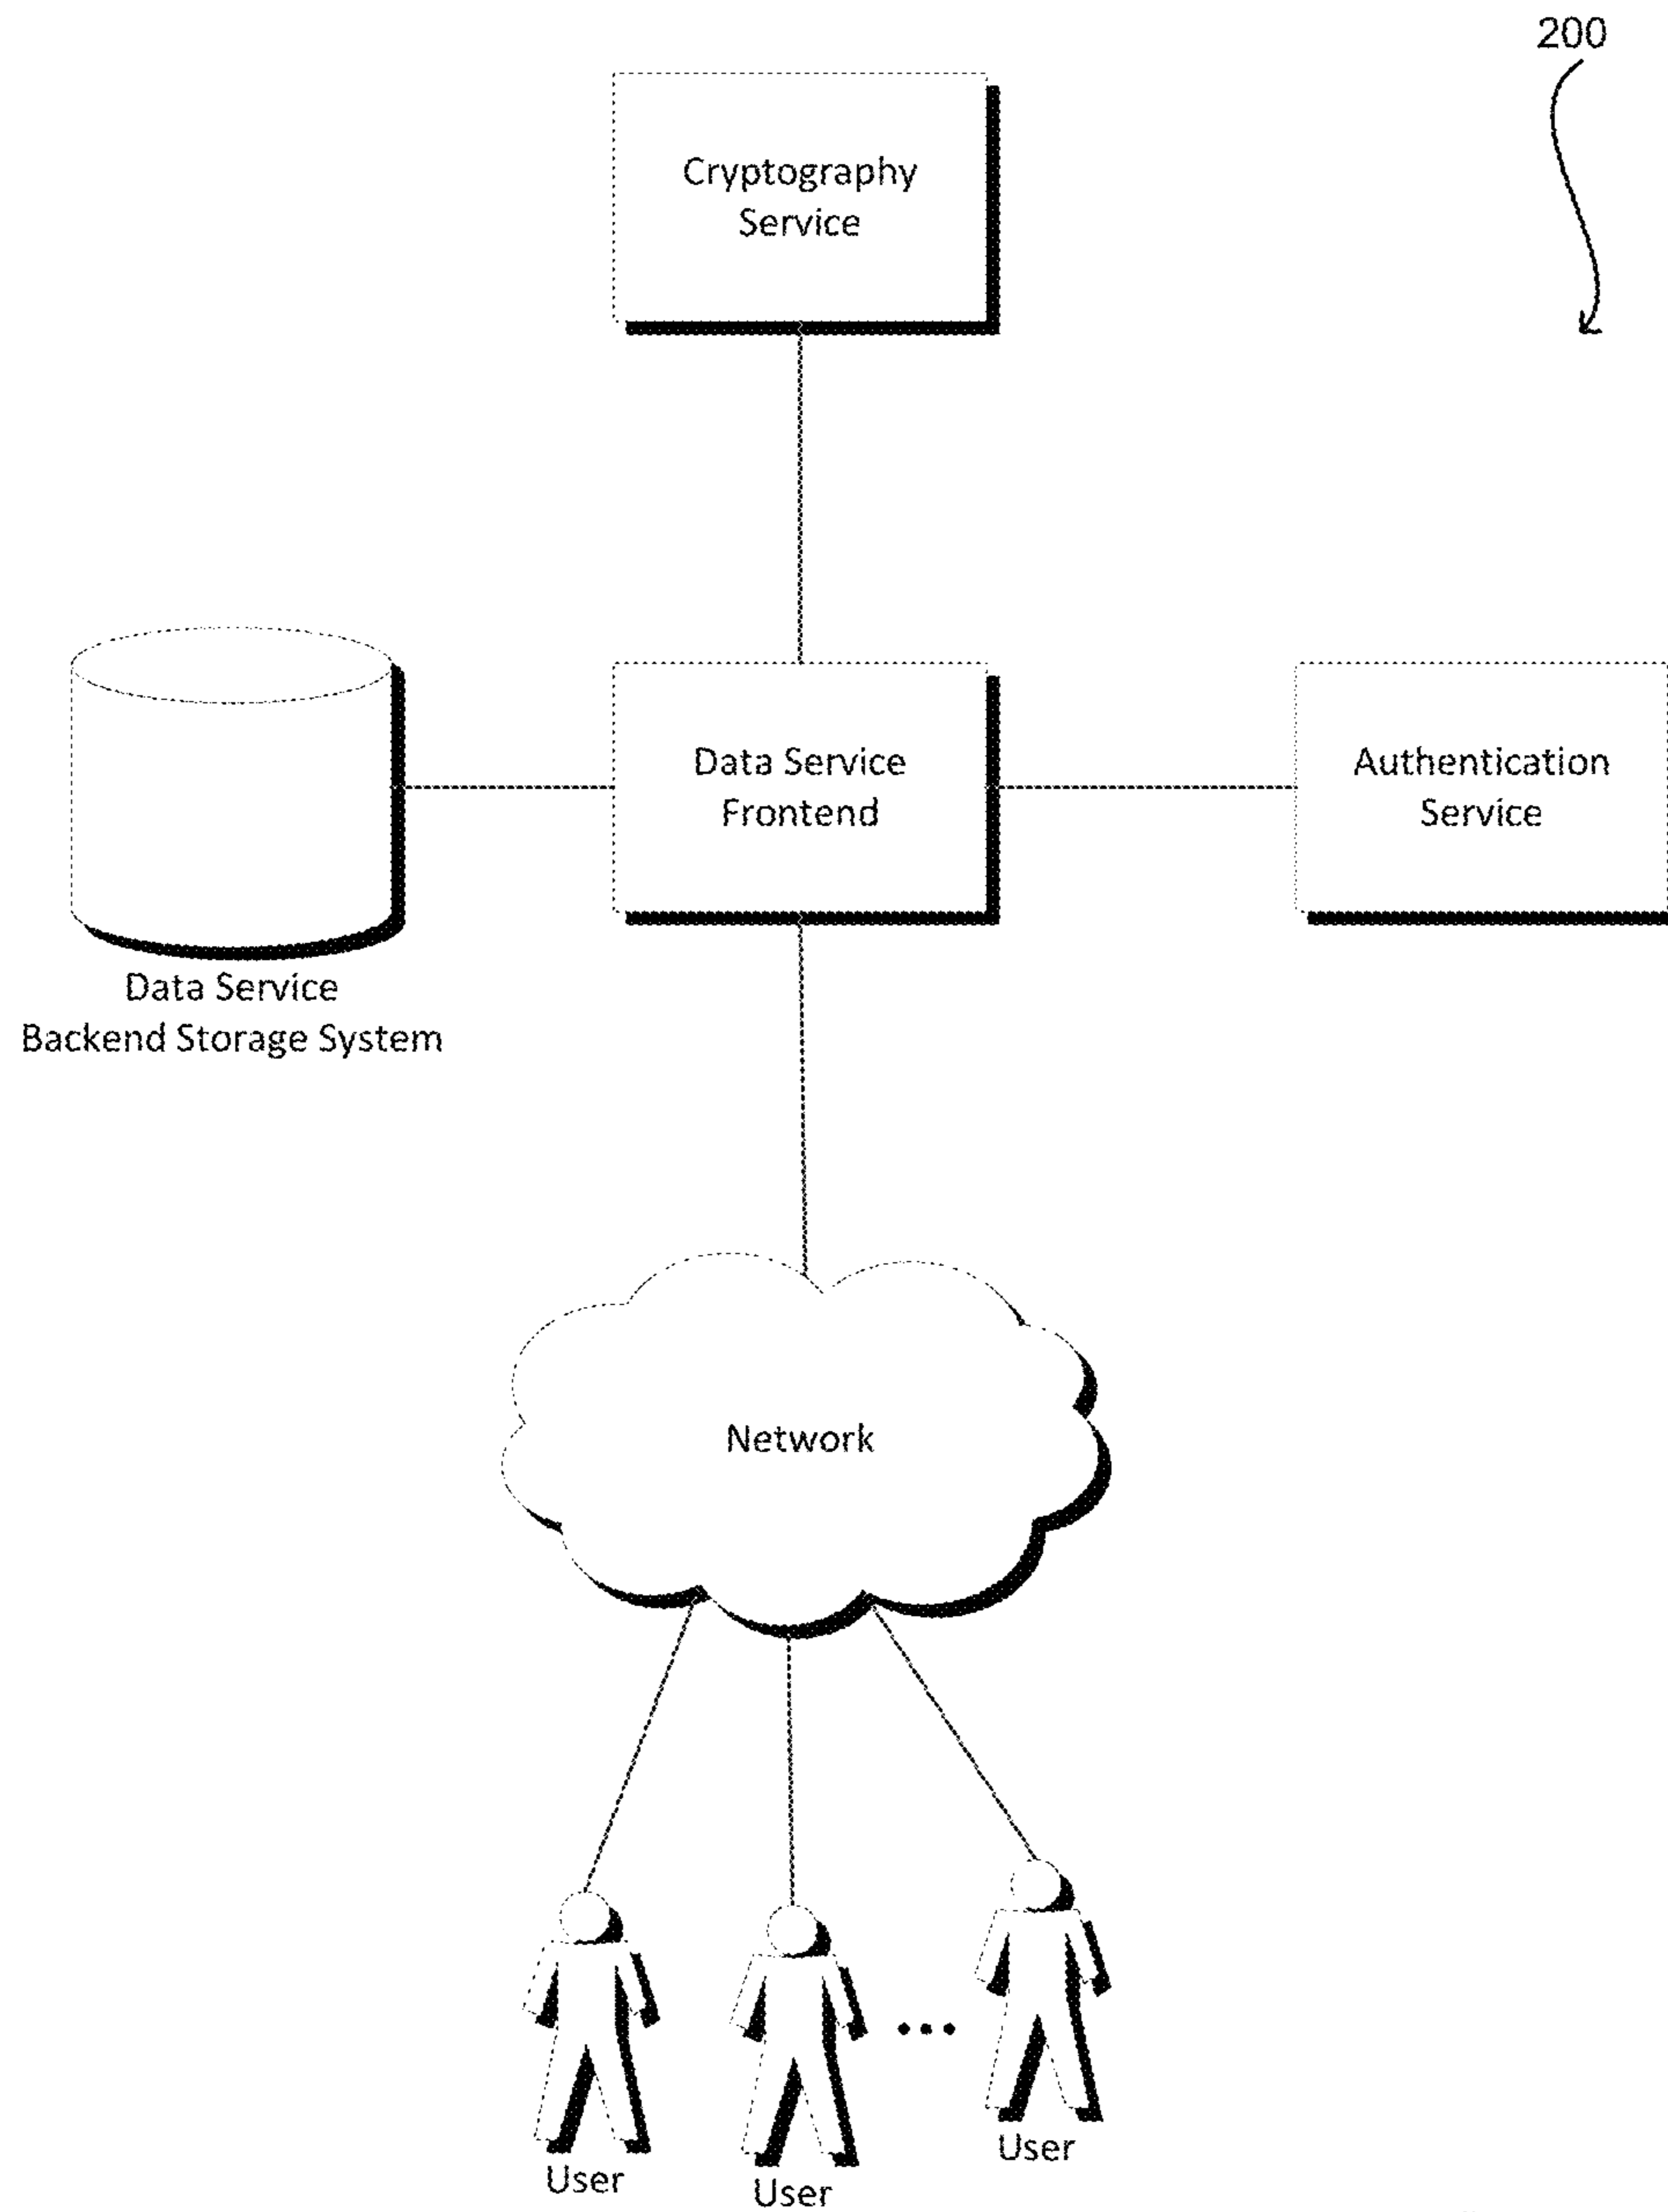 200
Cryptography
Service
Data Service
Frontend
Authentication
Service
Data Service
Backend Storage System
Network
User
User
User